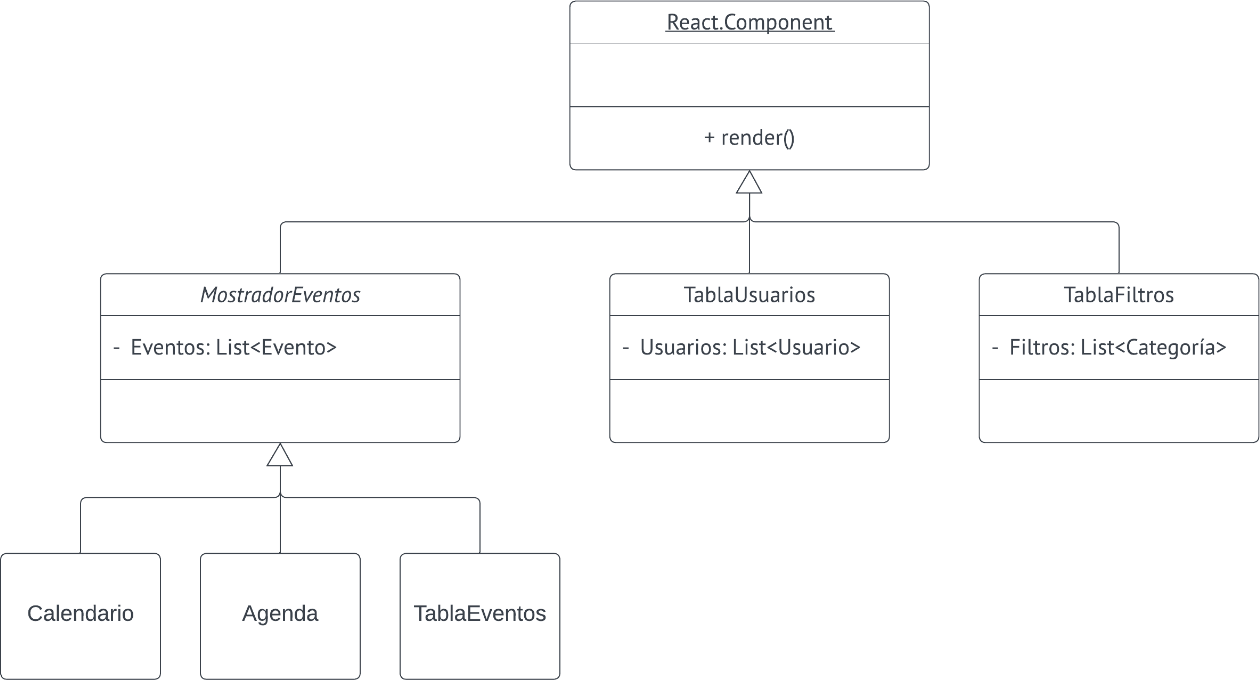 React.Component
+ render()
MostradorEventos
- Eventos: List<Evento>
TablaUsuarios
- Usuarios: List<Usuario>
TablaFiltros
- Filtros: List<Categoría>
Calendario
Agenda
TablaEventos